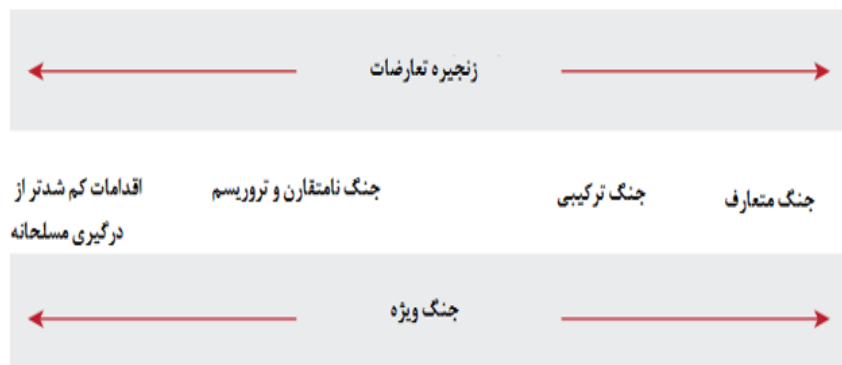 زنجیره تعارضات
جنگ متعارف
جنگ ترکیبی
جنگ نامتقارن و تروریسم
اقدامات کم شدتر از
درگیری مسلحانه
جنگ ویژه